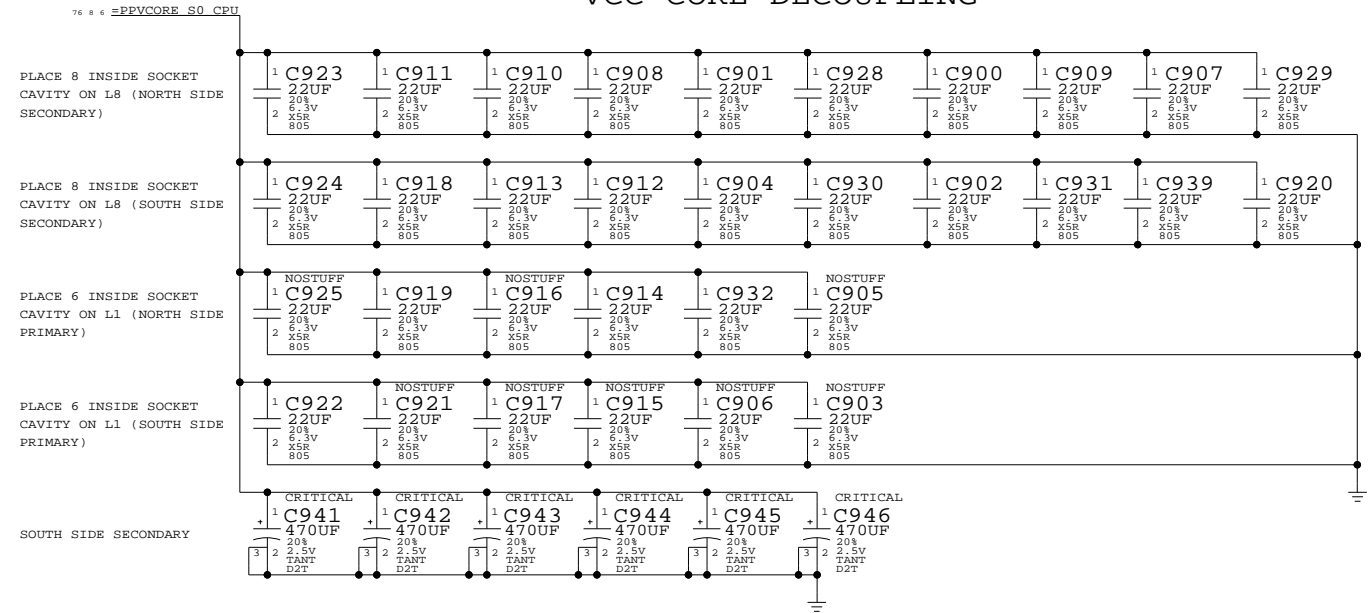 VCC CORE DECOUPLING
76 8 6 =PPVCORE S0 CPU
PLACE 8 INSIDE SOCKET
CAVITY ON L8 (NORTH SIDE
SECONDARY)
1 C923 1 C911 1 C910 1 C908 1 C901 1 C928 1 C900 1 C909 1 C907 1 C929
22UF 22UF 22UF 22UF 22UF 22UF 22UF 22UF 22UF 22UF
20% 20% 20% 20% 20% 20% 20% 20% 20% 20%
6.3V 6.3V 6.3V 6.3V 6.3V 6.3V 6.3V 6.3V 6.3V 6.3V
2 X5R 2 X5R 2 X5R 2 X5R 2 X5R 2 X5R 2 X5R 2 X5R 2 X5R 2 X5R
805 805 805 805 805 805 805 805 805 805
PLACE 8 INSIDE SOCKET
CAVITY ON L8 (SOUTH SIDE
SECONDARY)
1 C924 1 C918 1 C913 1 C912 1 C904 1 C930 1 C902 1 C931 1 C939 1 C920
22UF 22UF 22UF 22UF 22UF 22UF 22UF 22UF 22UF 22UF
20% 20% 20% 20% 20% 20% 20% 20% 20% 20%
6.3V 6.3V 6.3V 6.3V 6.3V 6.3V 6.3V 6.3V 6.3V 6.3V
2 X5R 2 X5R 2 X5R 2 X5R 2 X5R 2 X5R 2 X5R 2 X5R 2 X5R 2 X5R
805 805 805 805 805 805 805 805 805 805
PLACE 6 INSIDE SOCKET
CAVITY ON L1 (NORTH SIDE
PRIMARY)
NOSTUFF NOSTUFF NOSTUFF
1 C925 1 C919 1 C916 1 C914 1 C932 1 C905
22UF 22UF 22UF 22UF 22UF 22UF
20% 20% 20% 20% 20% 20%
6.3V 6.3V 6.3V 6.3V 6.3V 6.3V
2 X5R 2 X5R 2 X5R 2 X5R 2 X5R 2 X5R
805 805 805 805 805 805
PLACE 6 INSIDE SOCKET
CAVITY ON L1 (SOUTH SIDE
PRIMARY)
NOSTUFF NOSTUFF NOSTUFF NOSTUFF NOSTUFF
1 C922 1 C921 1 C917 1 C915 1 C906 1 C903
22UF 22UF 22UF 22UF 22UF 22UF
20% 20% 20% 20% 20% 20%
6.3V 6.3V 6.3V 6.3V 6.3V 6.3V
2 X5R 2 X5R 2 X5R 2 X5R 2 X5R 2 X5R
805 805 805 805 805 805
SOUTH SIDE SECONDARY
CRITICAL CRITICAL CRITICAL CRITICAL CRITICAL CRITICAL
1 C941 1 C942 1 C943 1 C944 1 C945 1 C946
+ 470UF + 470UF + 470UF + 470UF + 470UF + 470UF
20% 20% 20% 20% 20% 20%
3 2 2.5V 3 2 2.5V 3 2 2.5V 3 2 2.5V 3 2 2.5V 3 2 2.5V
TANT TANT TANT TANT TANT TANT
D2T D2T D2T D2T D2T D2T